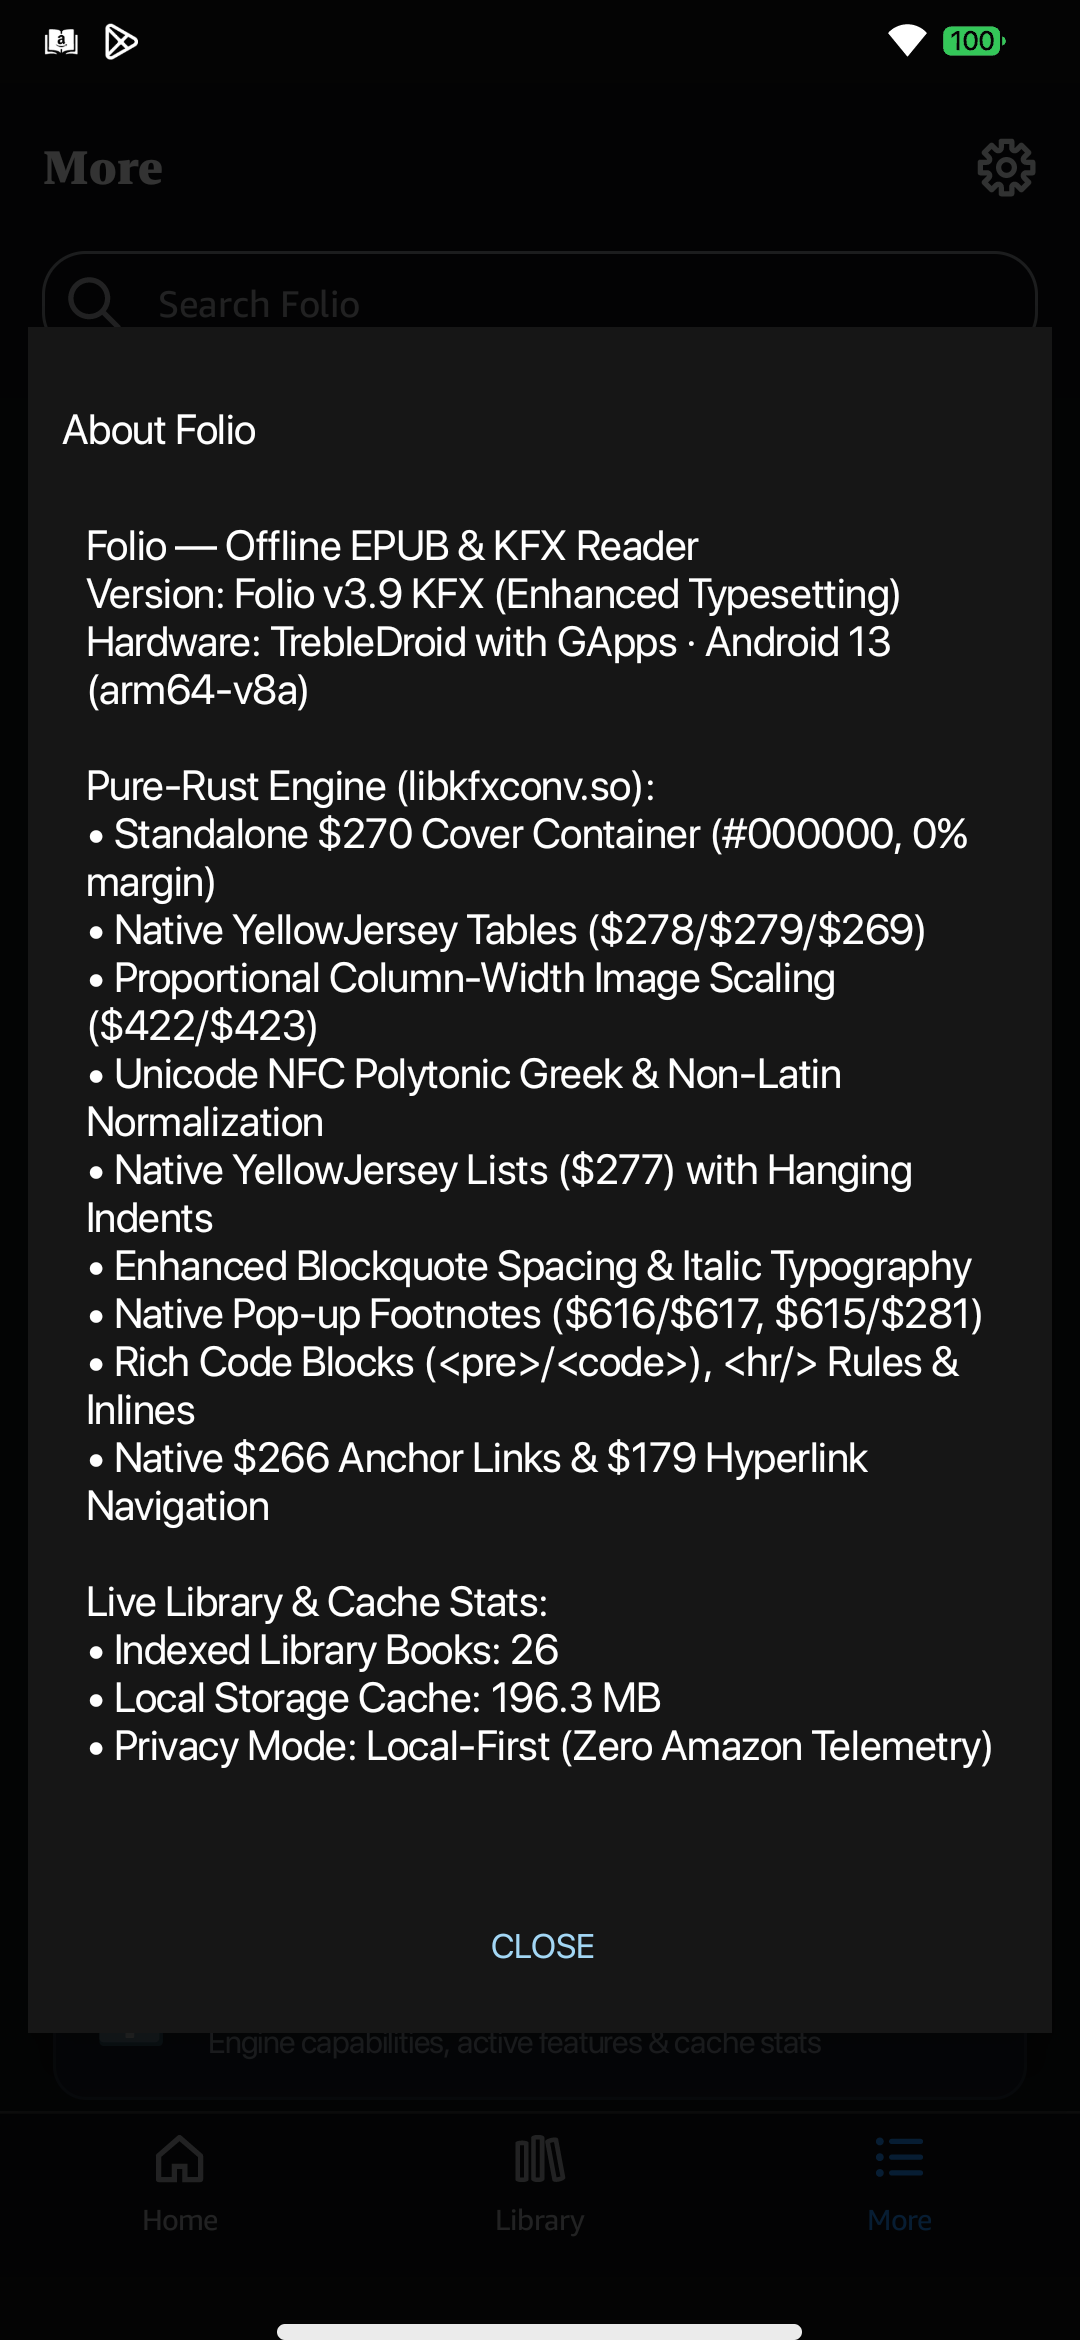 100
More
Search Folio
About Folio
Folio — Offline EPUB & KFX Reader
Version: Folio v3.9 KFX (Enhanced Typesetting)
Hardware: TrebleDroid with GApps · Android 13
(arm64-v8a)
Pure-Rust Engine (libkfxconv.so):
• Standalone $270 Cover Container (#000000, 0%
margin)
• Native YellowJersey Tables ($278/$279/$269)
• Proportional Column-Width Image Scaling
($422/$423)
• Unicode NFC Polytonic Greek & Non-Latin
Normalization
• Native YellowJersey Lists ($277) with Hanging
Indents
• Enhanced Blockquote Spacing & Italic Typography
• Native Pop-up Footnotes ($616/$617, $615/$281)
• Rich Code Blocks (<pre>/<code>), <hr/> Rules &
Inlines
• Native $266 Anchor Links & $179 Hyperlink
Navigation
Live Library & Cache Stats:
• Indexed Library Books: 26
• Local Storage Cache: 196.3 MB
• Privacy Mode: Local-First (Zero Amazon Telemetry)
CLOSE
Engine capabilities, active features & cache stats
Home
Library
More